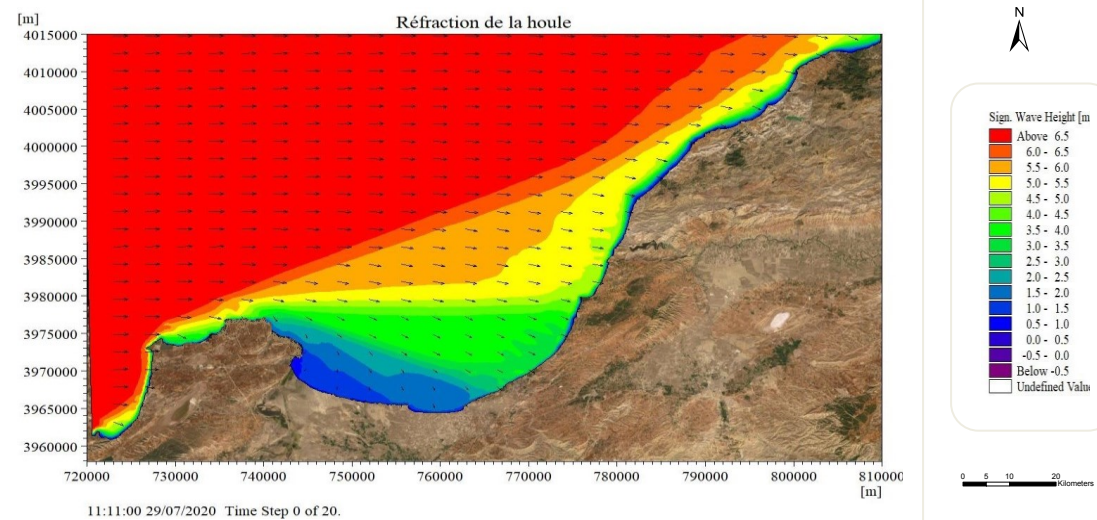 Réfraction de la houle
[m]
4015000
4010000
4005000
4000000
3995000
3990000
3985000
3980000
3975000
3970000
3965000
3960000
720000 730000 740000 750000 760000 770000 780000 790000 800000 810000
[m]
11:11:00 29/07/2020 Time Step 0 of 20.
N
Sign. Wave Height [m
Above 6.5
6.0 - 6.5
5.5 - 6.0
5.0 - 5.5
4.5 - 5.0
4.0 - 4.5
3.5 - 4.0
3.0 - 3.5
2.5 - 3.0
2.0 - 2.5
1.5 - 2.0
1.0 - 1.5
0.5 - 1.0
0.0 - 0.5
-0.5 - 0.0
Below -0.5
Undefined Valu
0 5 10 20
Kilometers